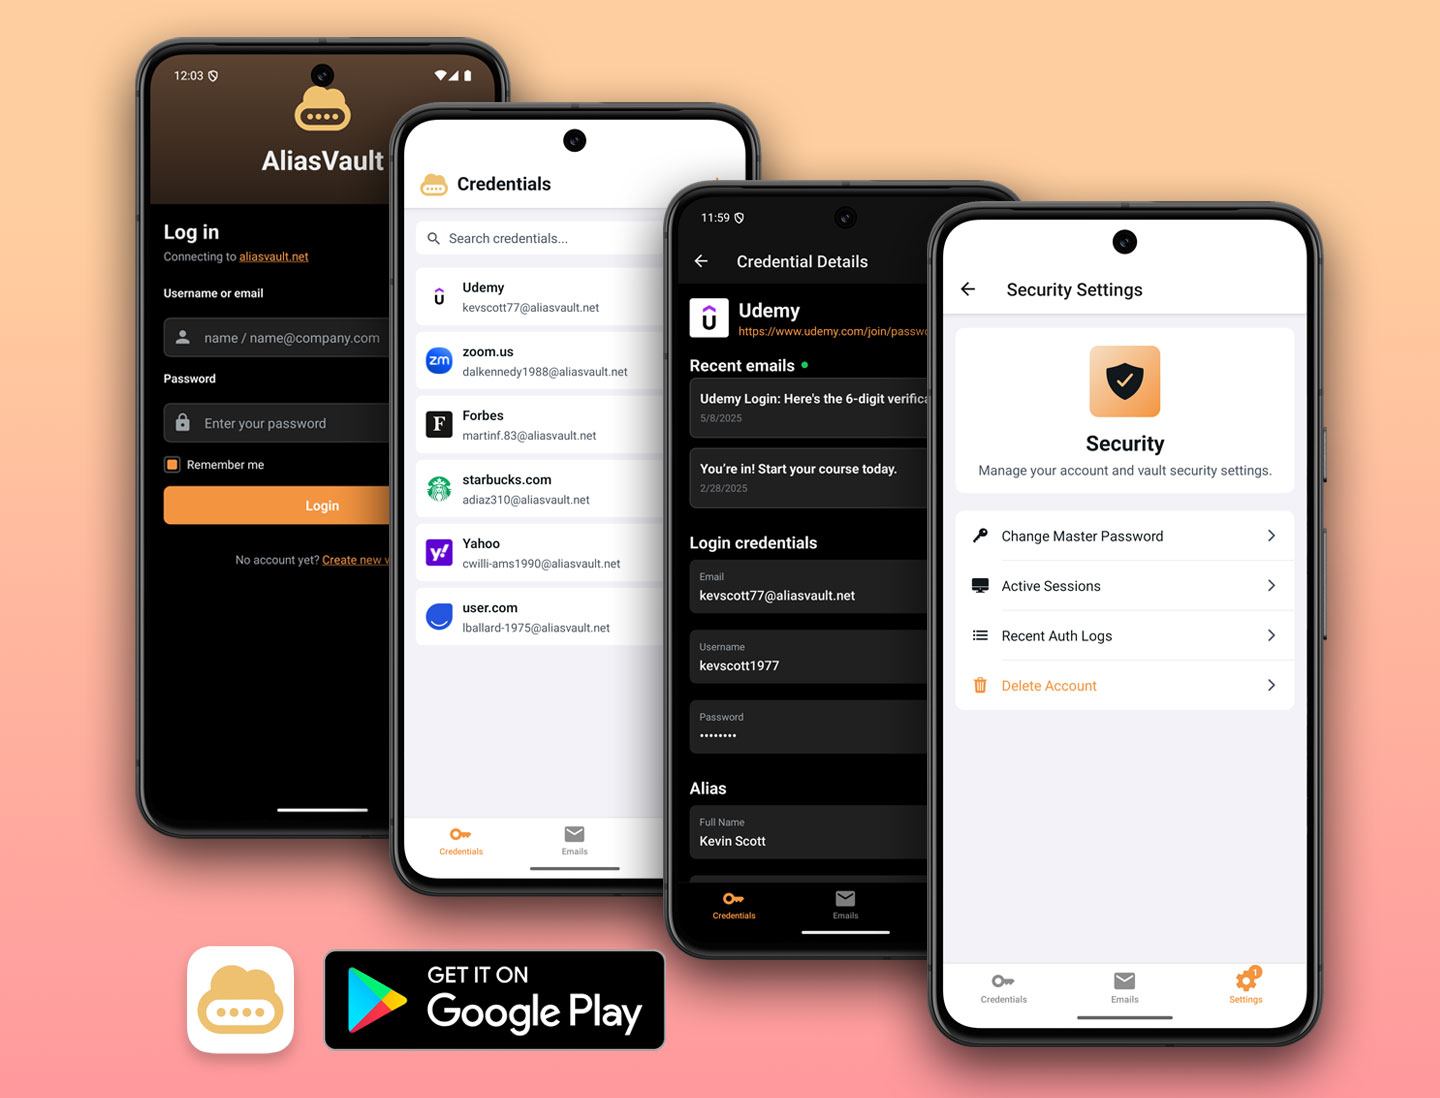 12:03
AliasVault
Log in
Connecting to aliasvault.net
Username or email
name / name@company.com
Password
Enter your password
Remember me
Login
No account yet? Create new
Credentials
Search credentials...
Udemy
kevscott77@aliasvault.net
zoom.us
dalkennedy1988@aliasvault.net
Forbes
martinf.83@aliasvault.net
starbucks.com
adiaz310@aliasvault.net
Yahoo
cwilli-ams1990@aliasvault.net
user.com
lballard-1975@aliasvault.net
Credentials
Emails
11:59
Credential Details
Udemy
https://www.udemy.com/join/passwo
Recent emails
Udemy Login: Here's the 6-digit verifica
5/8/2025
You're in! Start your course today.
2/28/2025
Login credentials
Email
kevscott77@aliasvault.net
Username
kevscott1977
Password
••••••••
Alias
Full Name
Kevin Scott
Credentials
Emails
Security Settings
Security
Manage your account and vault security settings.
Change Master Password
Active Sessions
Recent Auth Logs
Delete Account
Credentials
Emails
1
Settings
GET IT ON
Google Play
zm
F
y!